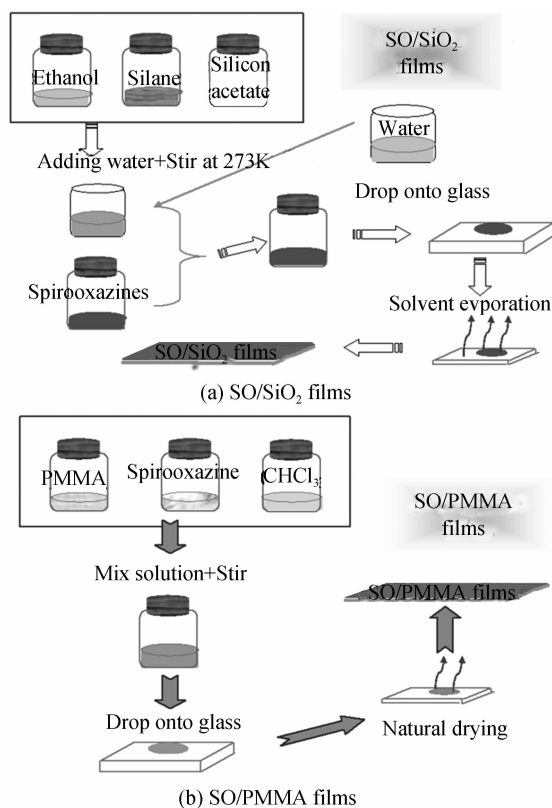 Ethanol
Silane
Silicon
acetate
SO/SiO₂
films
Water
Adding water+Stir at 273K
Drop onto glass
Spirooxazines
Solvent evporation
SO/SiO₂ films
(a) SO/SiO₂ films
PMMA
Spirooxazine
CHCl₃
SO/PMMA
films
Mix solution+Stir
SO/PMMA films
Drop onto glass
Natural drying
(b) SO/PMMA films